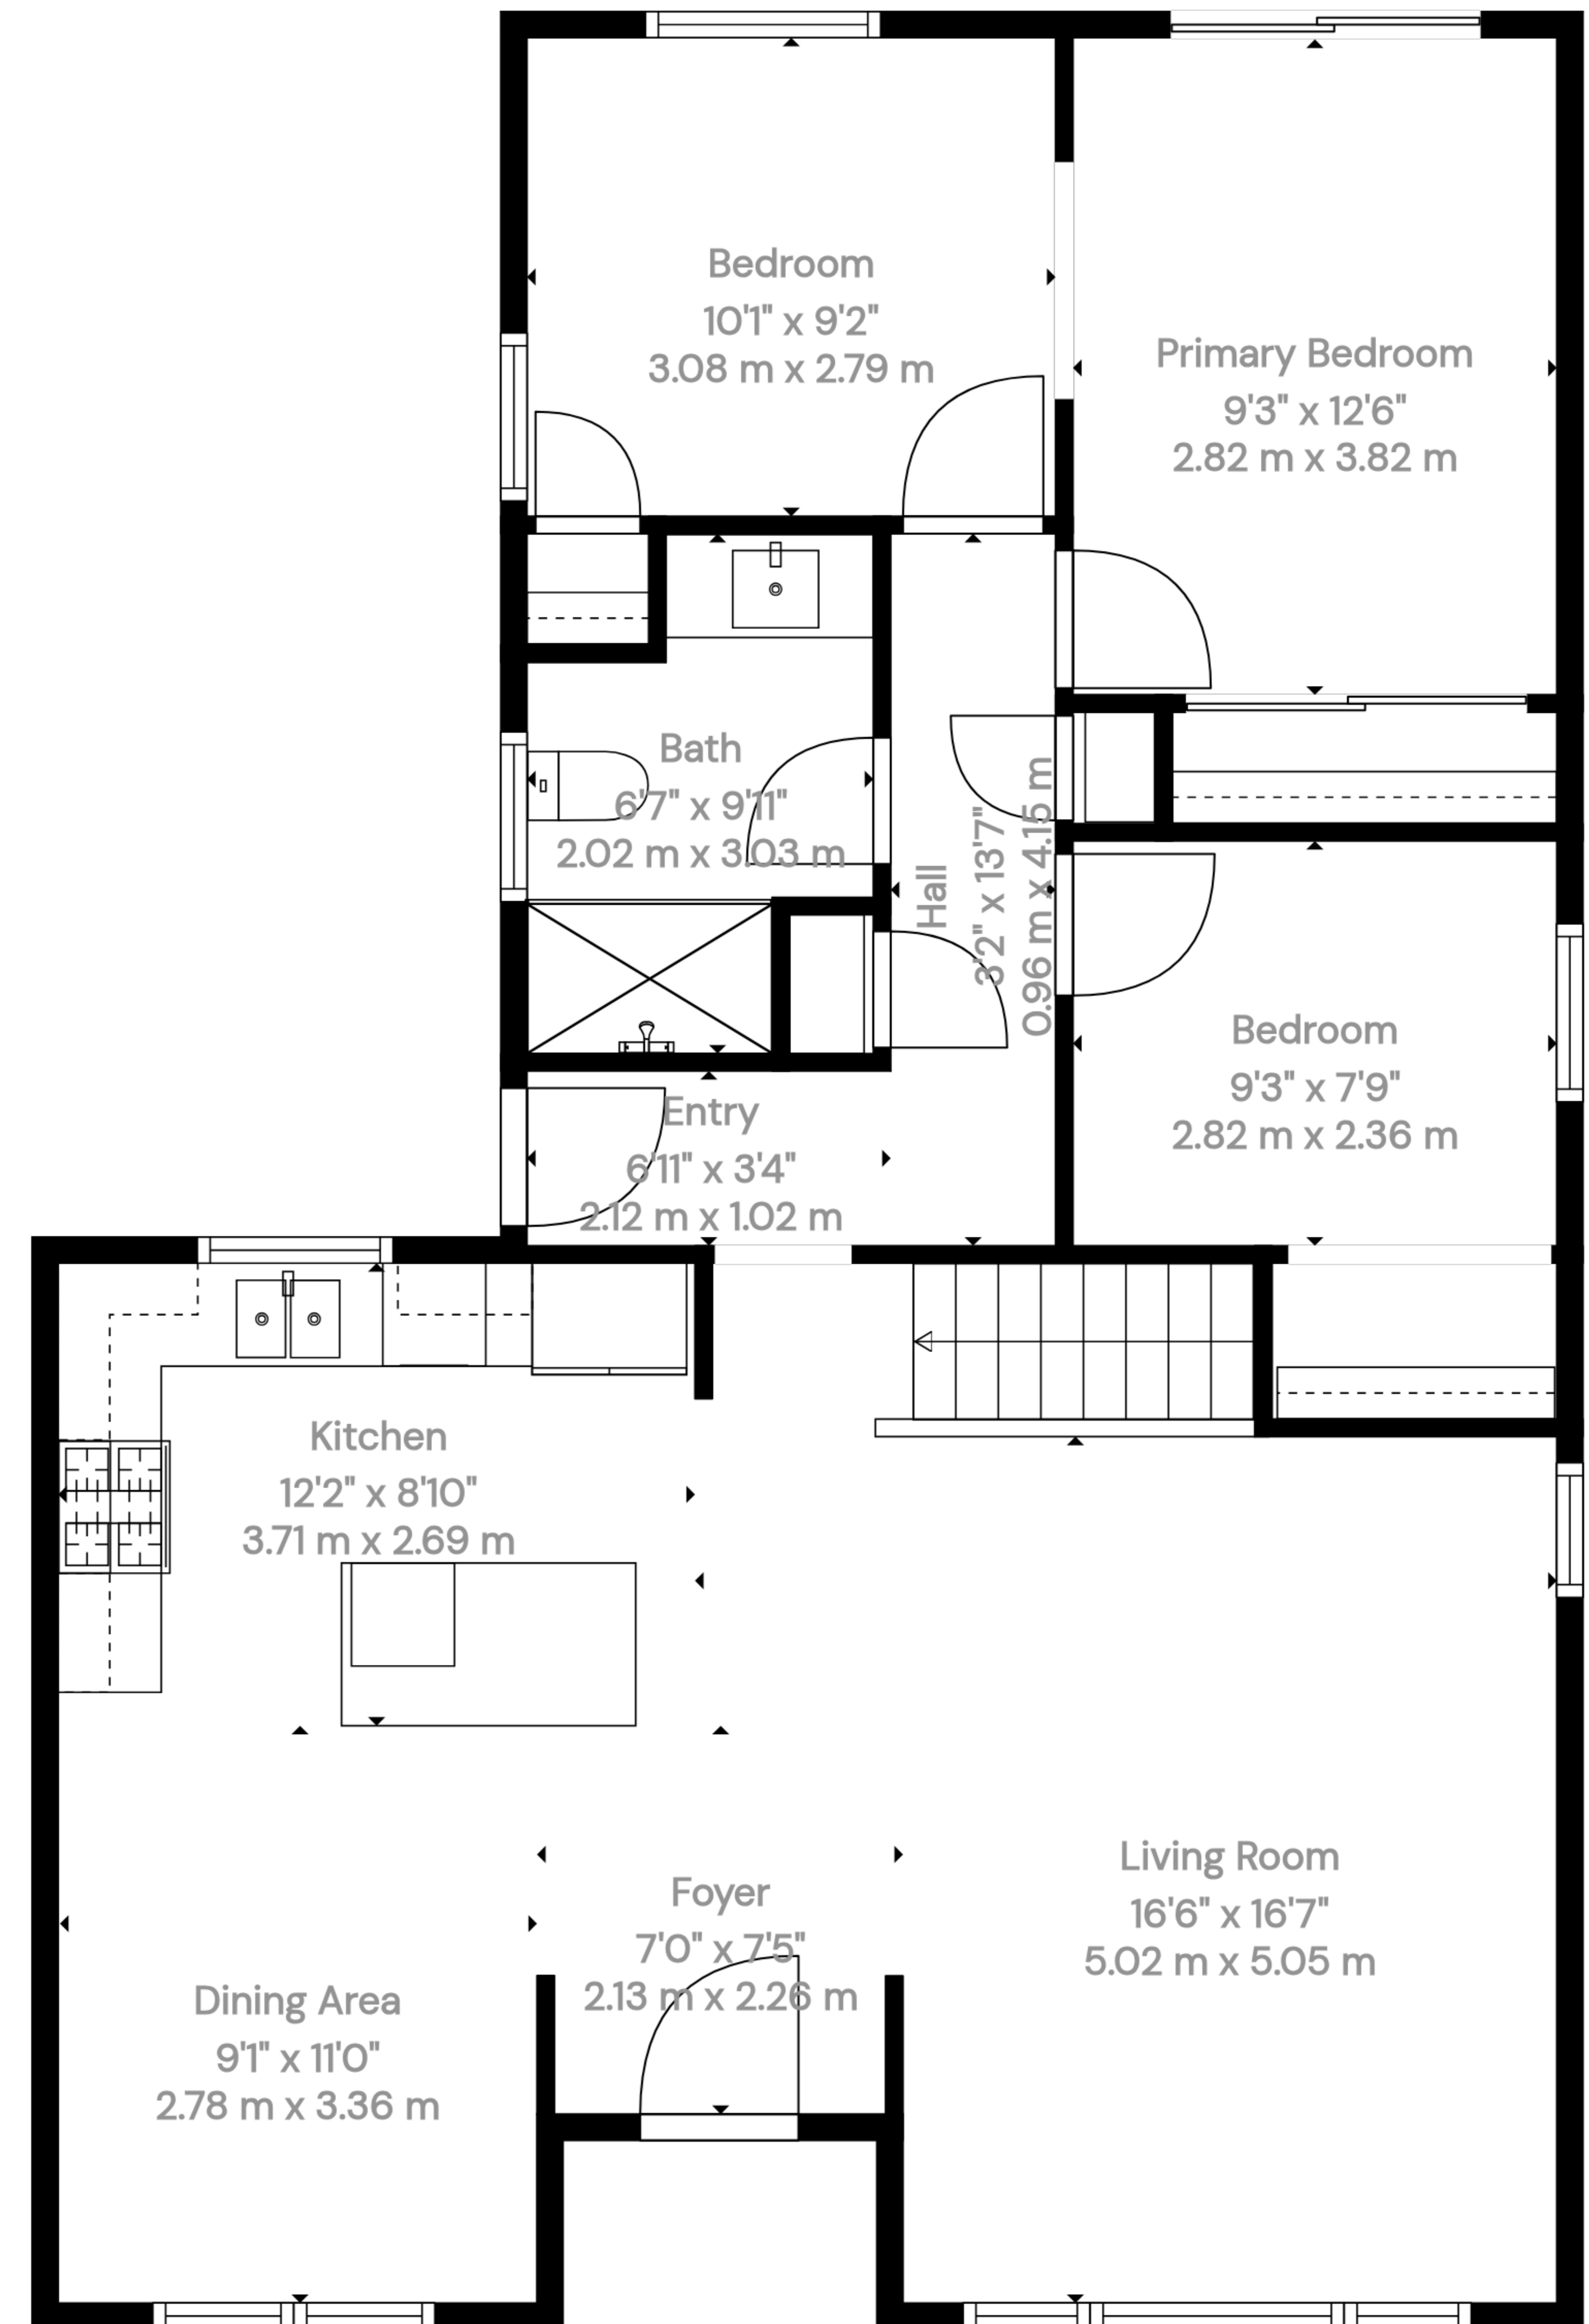 Bedroom
10'1" x 9'2"
3.08 m x 2.79 m
Primary Bedroom
9'3" x 12'6"
2.82 m x 3.82 m
Bath
6'7" x 9'11"
2.02 m x 3.03 m
Hall
3'2" x 13'7"
0.96 m x 4.15 m
Bedroom
9'3" x 7'9"
2.82 m x 2.36 m
Entry
6'11" x 3'4"
2.12 m x 1.02 m
Kitchen
12'2" x 8'10"
3.71 m x 2.69 m
Living Room
16'6" x 16'7"
5.02 m x 5.05 m
Foyer
7'0" x 7'5"
2.13 m x 2.26 m
Dining Area
9'1" x 11'0"
2.78 m x 3.36 m